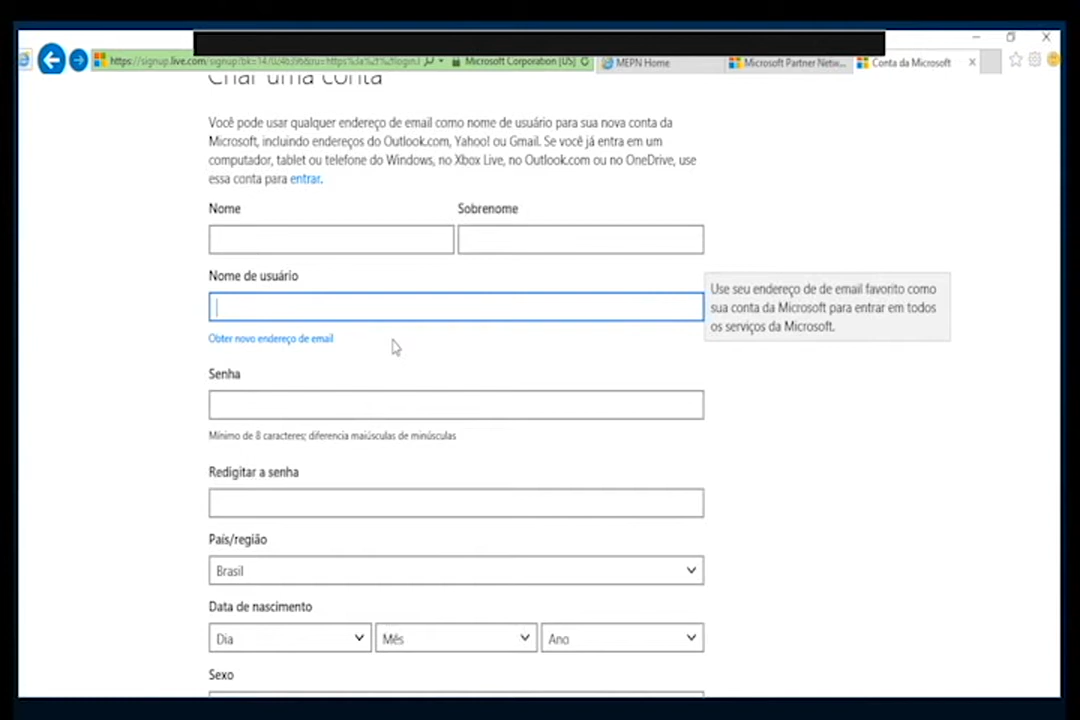 Microsoft Corporation [US]
MEPN Home
Microsoft Partner Netw...
Conta da Microsoft
Criar uma conta
Você pode usar qualquer endereço de email como nome de usuário para sua nova conta da
Microsoft, incluindo endereços do Outlook.com, Yahoo! ou Gmail. Se você já entra em um
computador, tablet ou telefone do Windows, no Xbox Live, no Outlook.com ou no OneDrive, use
essa conta para entrar.
Nome
Sobrenome
Nome de usuário
Use seu endereço de de email favorito como
sua conta da Microsoft para entrar em todos
os serviços da Microsoft.
Obter novo endereço de email
Senha
Mínimo de 8 caracteres; diferencia maiúsculas de minúsculas
Redigitar a senha
País/região
Brasil
Data de nascimento
Dia
Mês
Ano
Sexo